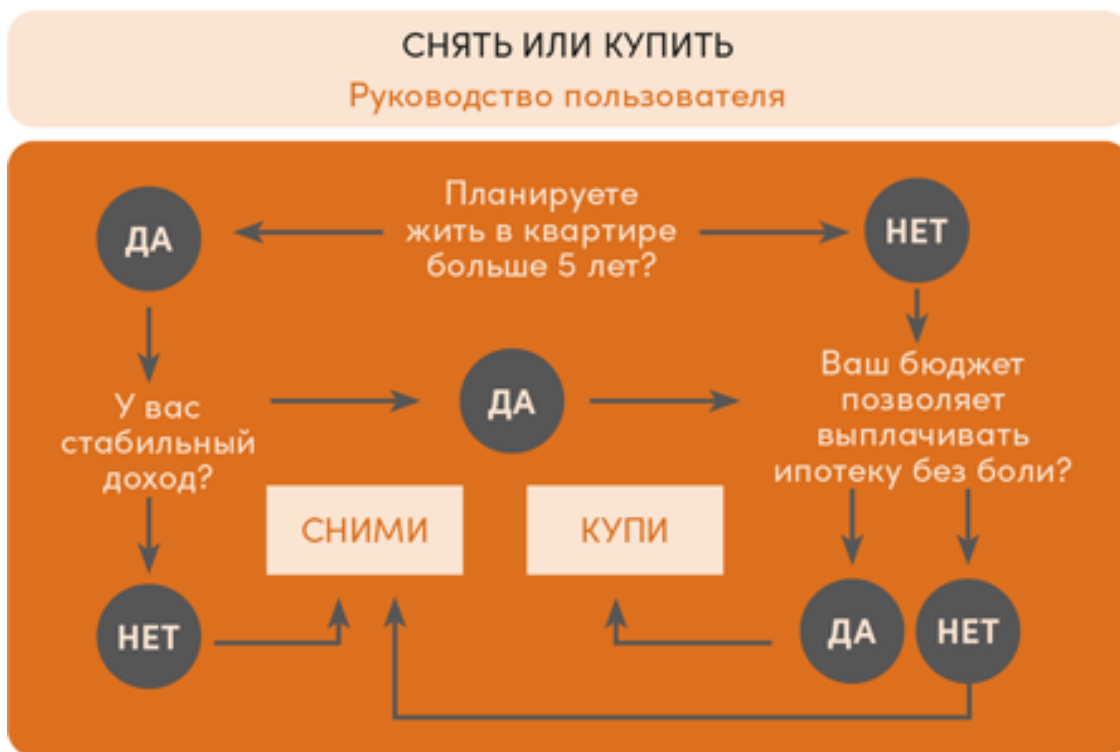 СНЯТЬ ИЛИ КУПИТЬ
Руководство пользователя
Планируете
жить в квартире
больше 5 лет?
ДА
НЕТ
У вас
стабильный
доход?
ДА
Ваш бюджет
позволяет
выплачивать
ипотеку без боли?
СНИМИ
КУПИ
НЕТ
ДА
НЕТ